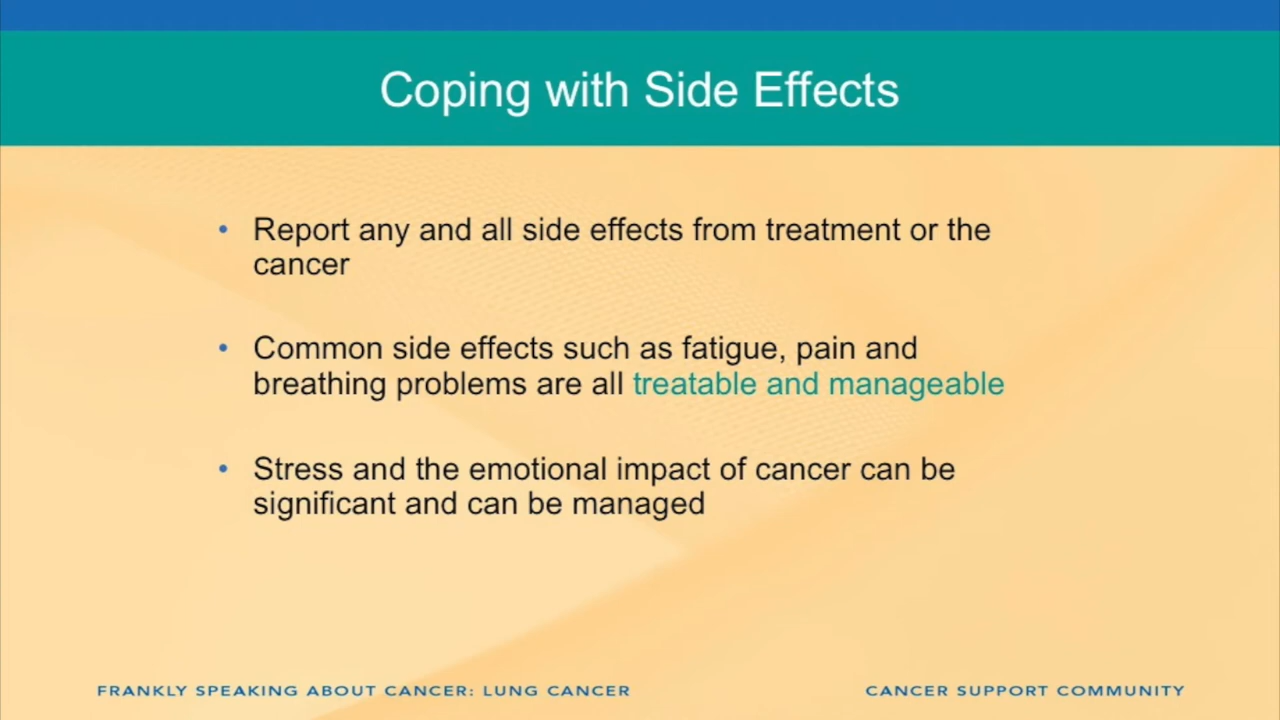 Coping with Side Effects
• Report any and all side effects from treatment or the
cancer
• Common side effects such as fatigue, pain and
breathing problems are all treatable and manageable
• Stress and the emotional impact of cancer can be
significant and can be managed
FRANKLY SPEAKING ABOUT CANCER: LUNG CANCER
CANCER SUPPORT COMMUNITY